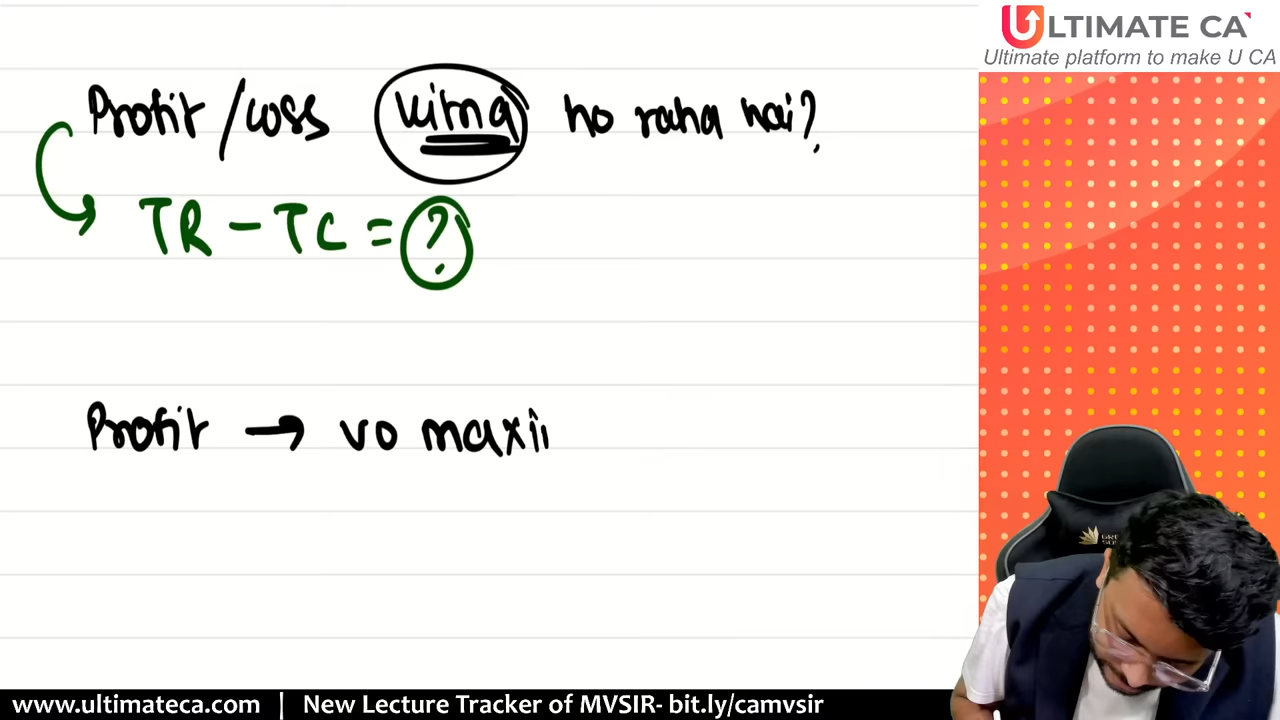 Profit / Loss kitna ho raha hai?
TR - TC = ?
Profit → vo maxii
ULTIMATE CA
Ultimate platform to make U CA
www.ultimateca.com | New Lecture Tracker of MVSIR- bit.ly/camvsir